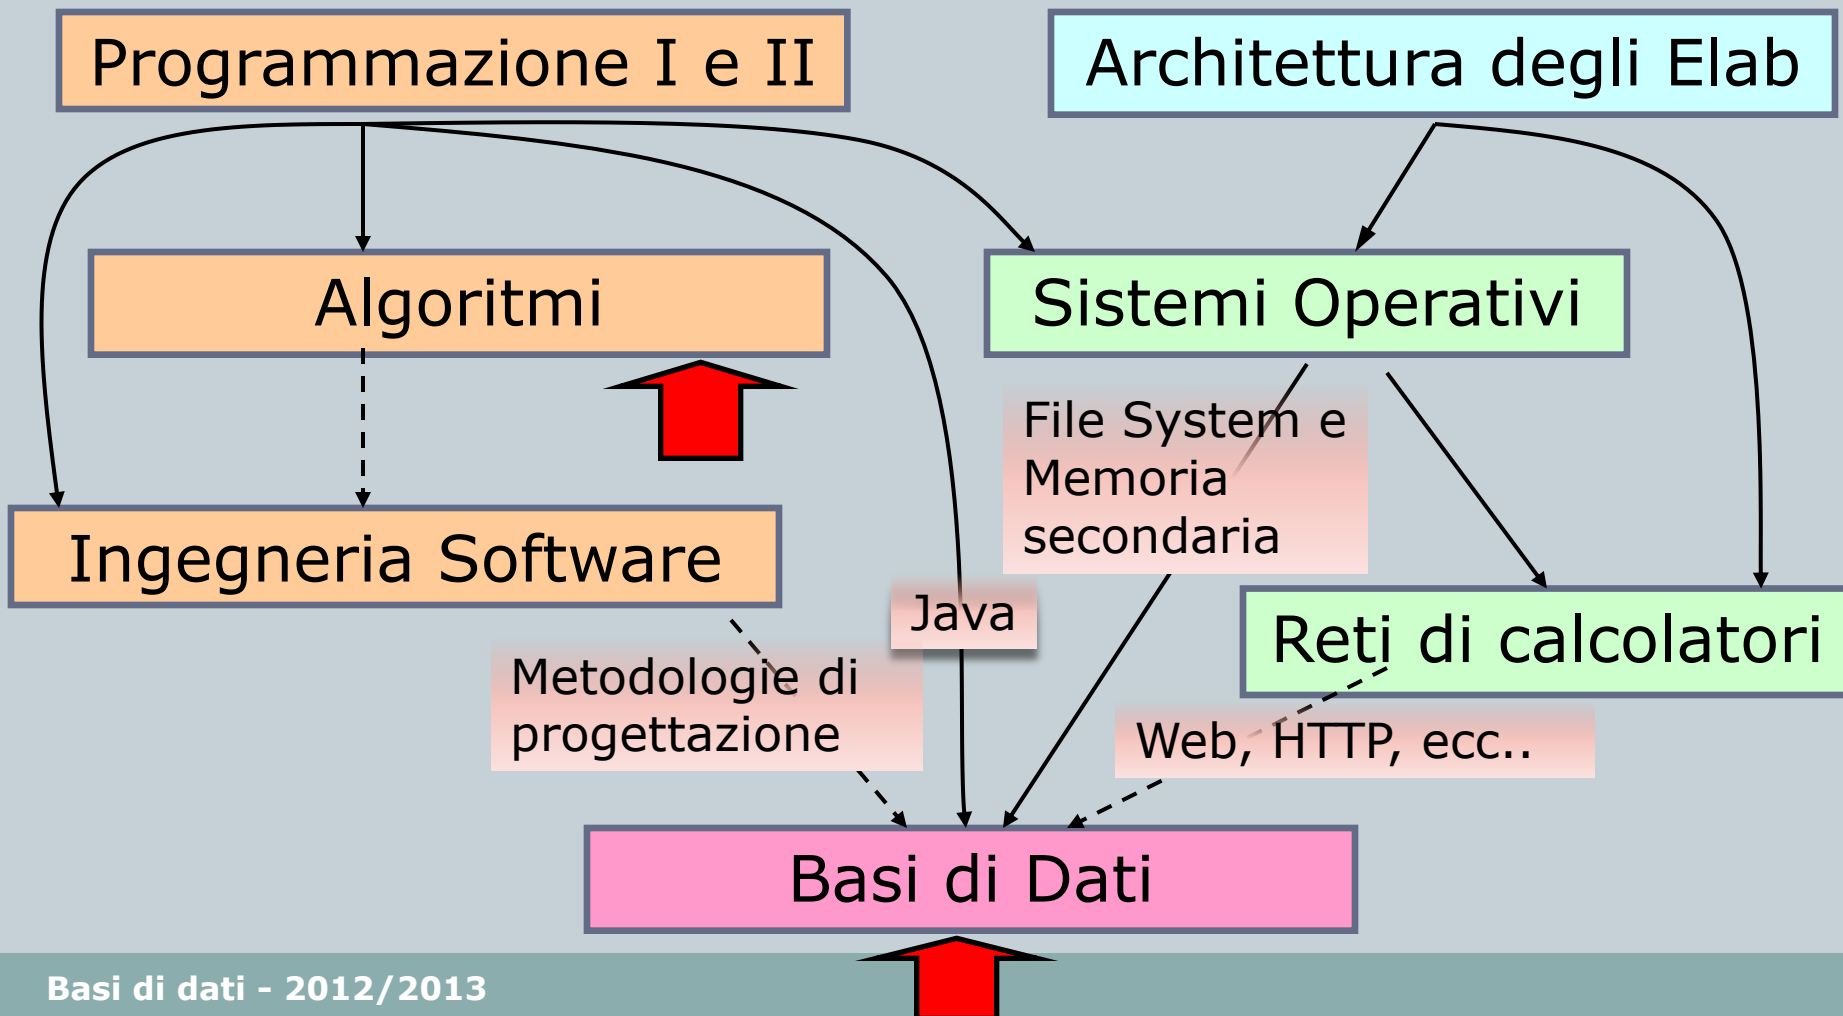 Programmazione I e II
Architettura degli Elab
Algoritmi
Sistemi Operativi
File System e
Memoria
secondaria
Ingegneria Software
Java
Reti di calcolatori
Metodologie di
progettazione
Web, HTTP, ecc..
Basi di Dati
Basi di dati - 2012/2013